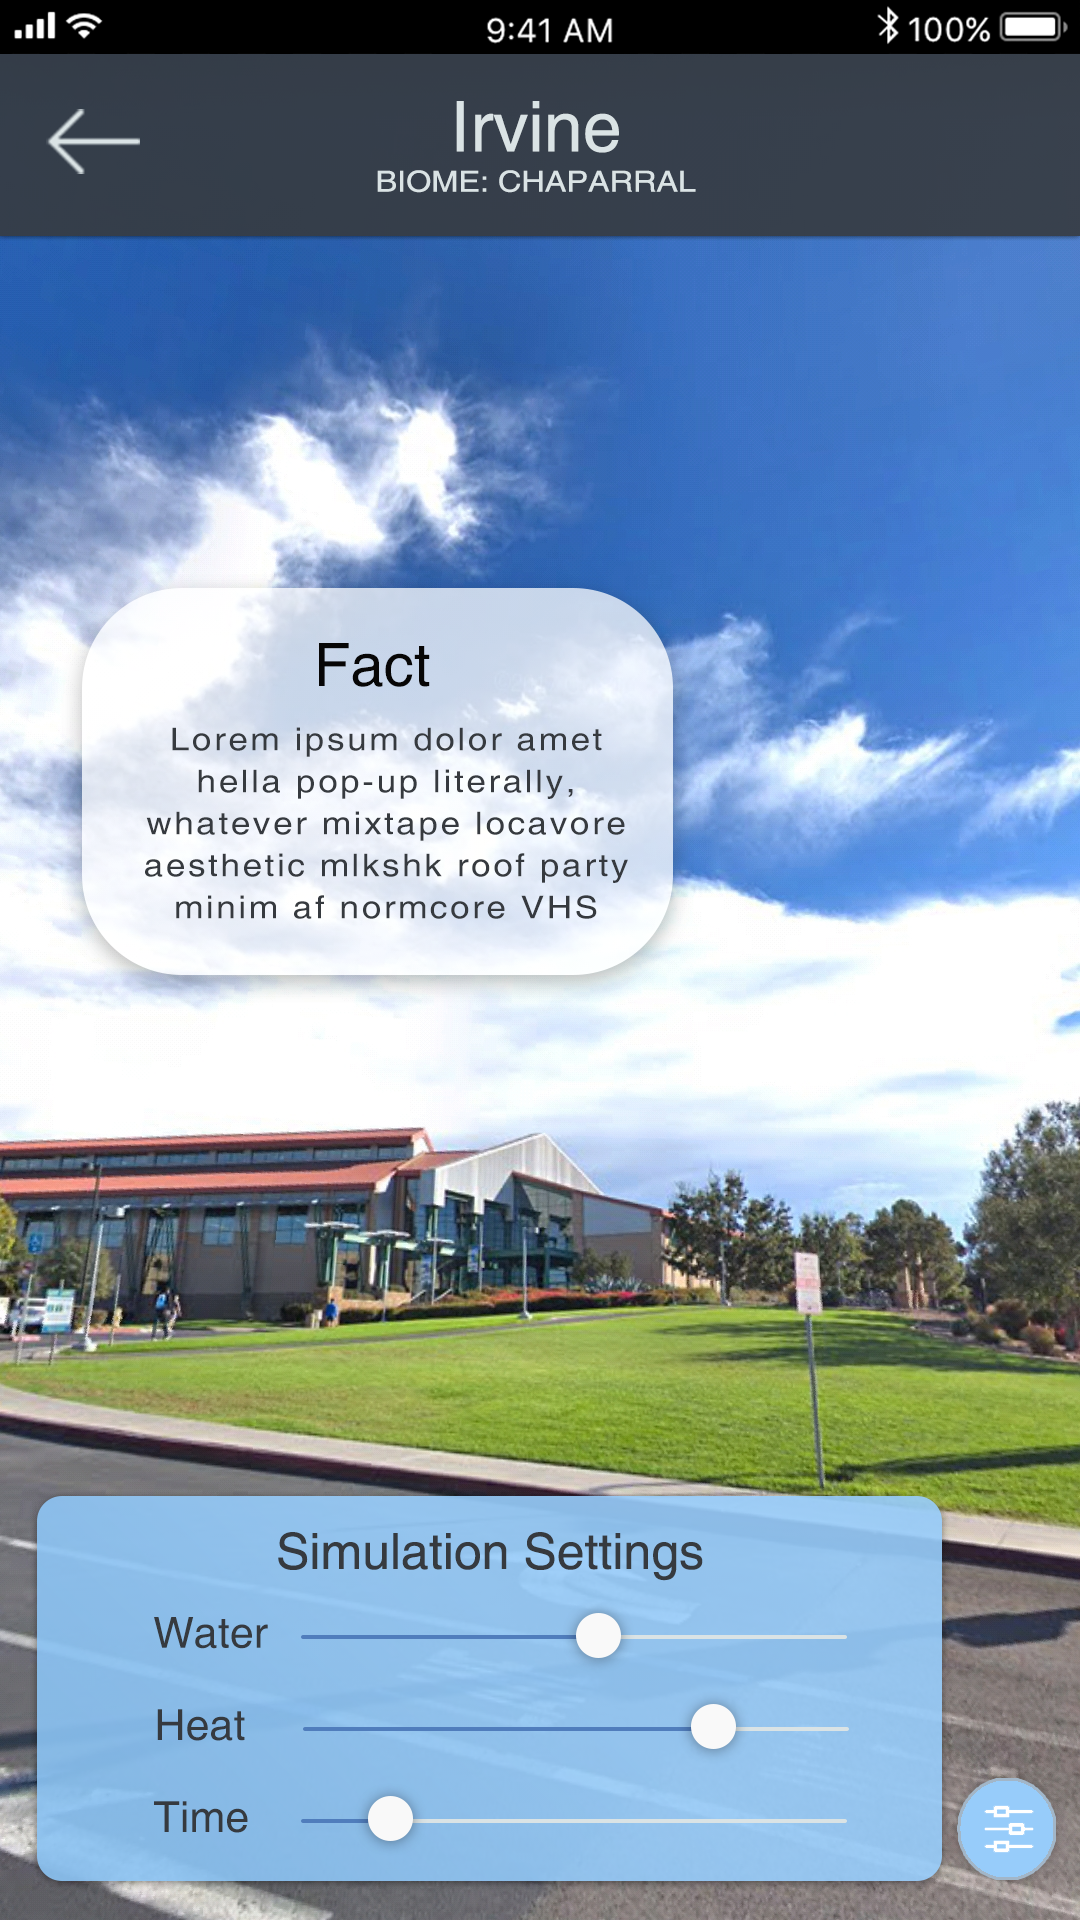 9:41 AM
100%
Irvine
BIOME: CHAPARRAL
Fact
Lorem ipsum dolor amet
hella pop-up literally,
whatever mixtape locavore
aesthetic mlkshk roof party
minim af normcore VHS
Simulation Settings
Water
Heat
Time